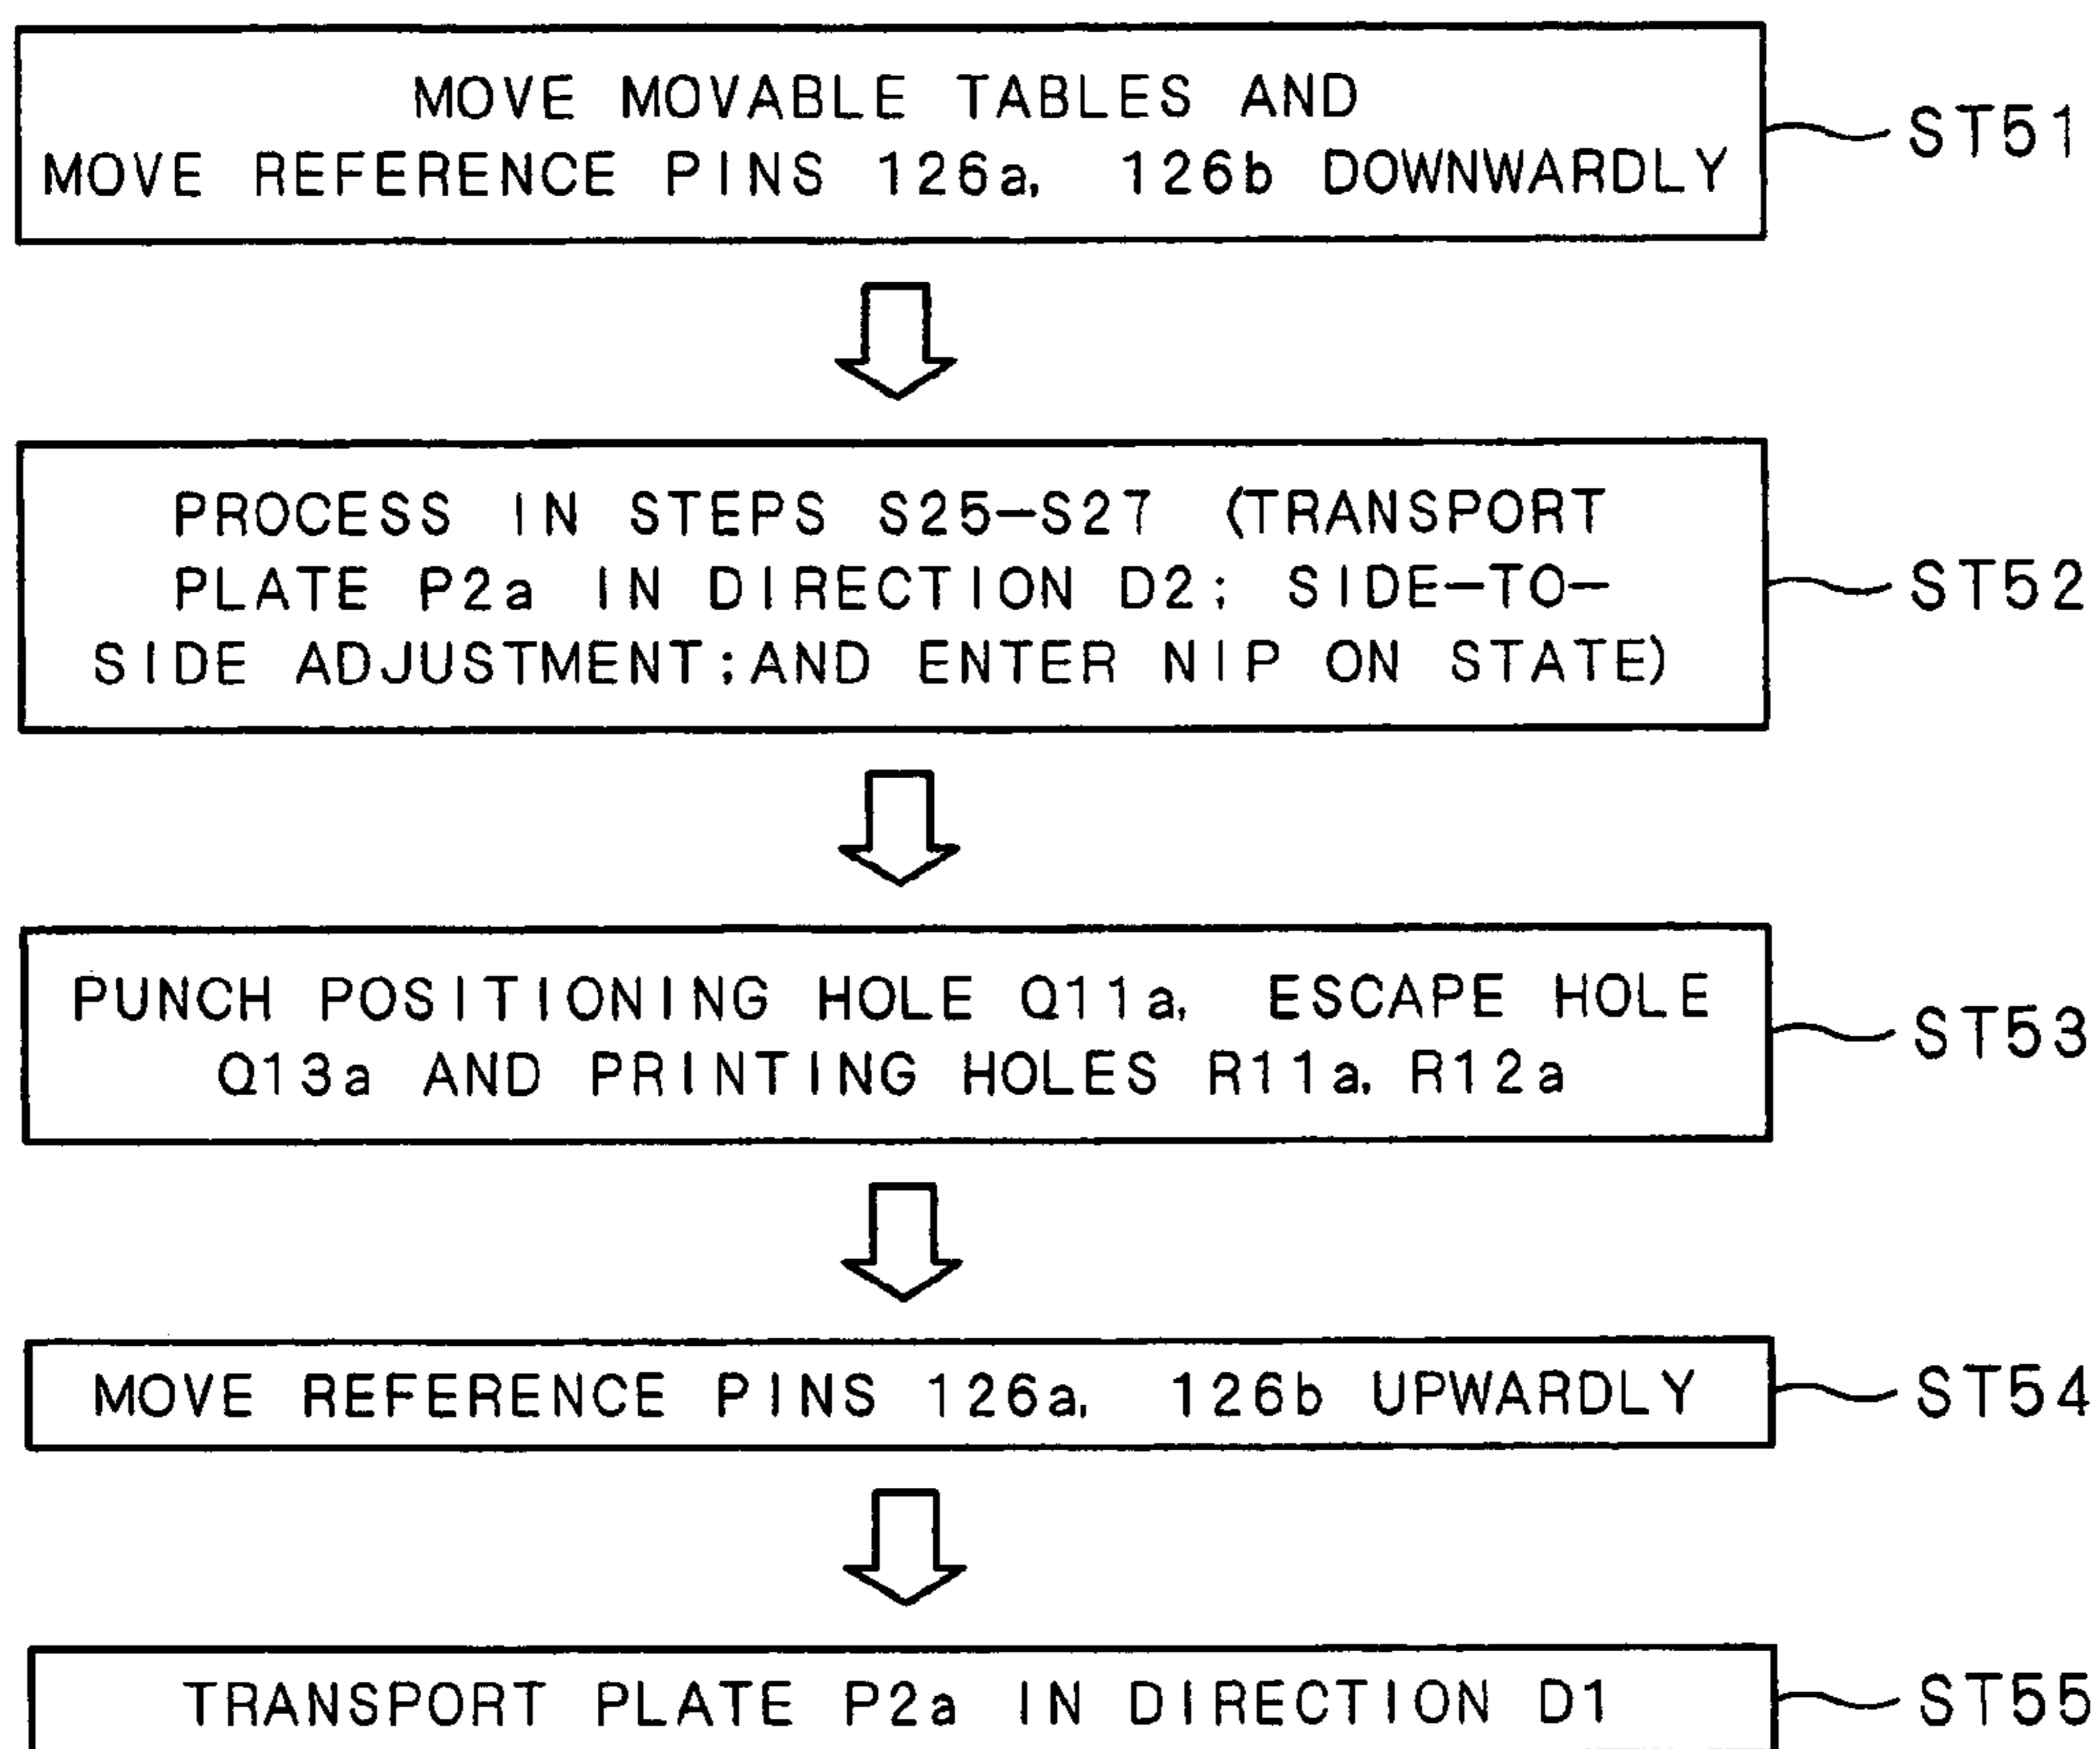 MOVE MOVABLE TABLES AND
MOVE REFERENCE PINS 126a, 126b DOWNWARDLY
ST51
PROCESS IN STEPS S25-S27 (TRANSPORT
PLATE P2a IN DIRECTION D2; SIDE-TO-
SIDE ADJUSTMENT;AND ENTER NIP ON STATE)
ST52
PUNCH POSITIONING HOLE Q11a, ESCAPE HOLE
Q13a AND PRINTING HOLES R11a, R12a
ST53
MOVE REFERENCE PINS 126a, 126b UPWARDLY
ST54
TRANSPORT PLATE P2a IN DIRECTION D1
ST55